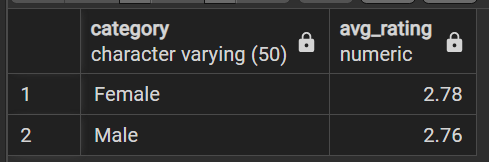 category avg_rating
character varying (50) numeric
1 Female 2.78
2 Male 2.76